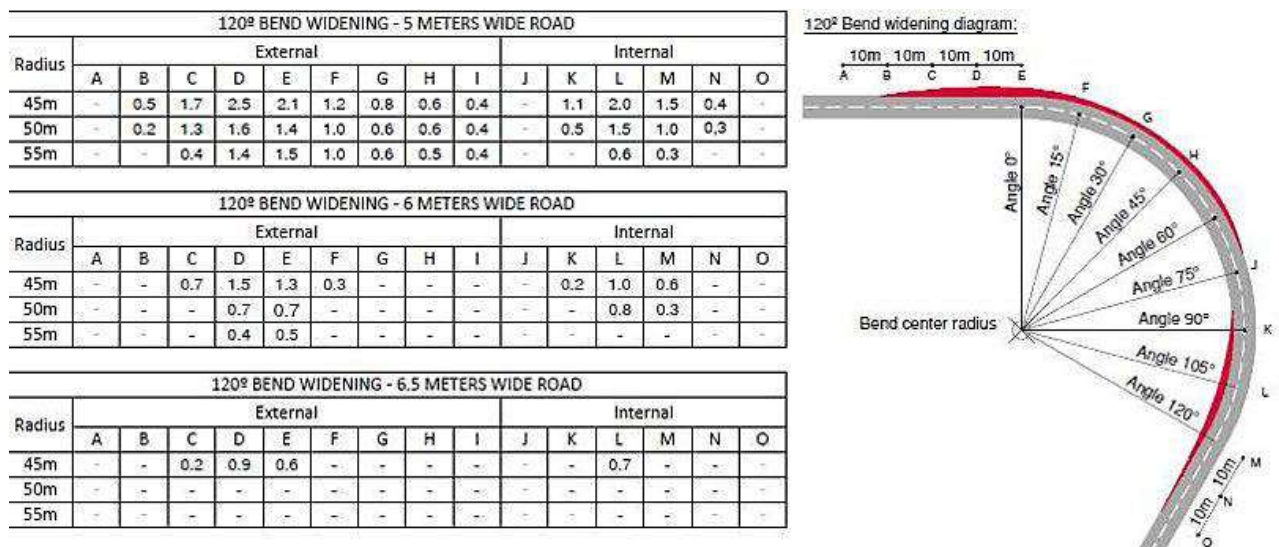 120º BEND WIDENING - 5 METERS WIDE ROAD
Radius External Internal
A B C D E F G H I J K L M N O
45m - 0.5 1.7 2.5 2.1 1.2 0.8 0.6 0.4 - 1.1 2.0 1.5 0.4 -
50m - 0.2 1.3 1.6 1.4 1.0 0.6 0.6 0.4 - 0.5 1.5 1.0 0,3 -
55m - - 0.4 1.4 1.5 1.0 0.6 0.5 0.4 - - 0.6 0.3 - -
120º BEND WIDENING - 6 METERS WIDE ROAD
Radius External Internal
A B C D E F G H I J K L M N O
45m - - 0.7 1.5 1.3 0.3 - - - - 0.2 1.0 0.6 - -
50m - - - 0.7 0.7 - - - - - - 0.8 0.3 - -
55m - - - 0.4 0.5 - - - - - - - - - -
120º BEND WIDENING - 6.5 METERS WIDE ROAD
Radius External Internal
A B C D E F G H I J K L M N O
45m - - 0.2 0.9 0.6 - - - - - - 0.7 - - -
50m - - - - - - - - - - - - - - -
55m - - - - - - - - - - - - - - -
120º Bend widening diagram:
10m 10m 10m 10m
A B C D E
F
G
H
J
K
L
M
N
O
Angle 0°
Angle 15°
Angle 30°
Angle 45°
Angle 60°
Angle 75°
Angle 90°
Angle 105°
Angle 120°
Bend center radius
10m 10m